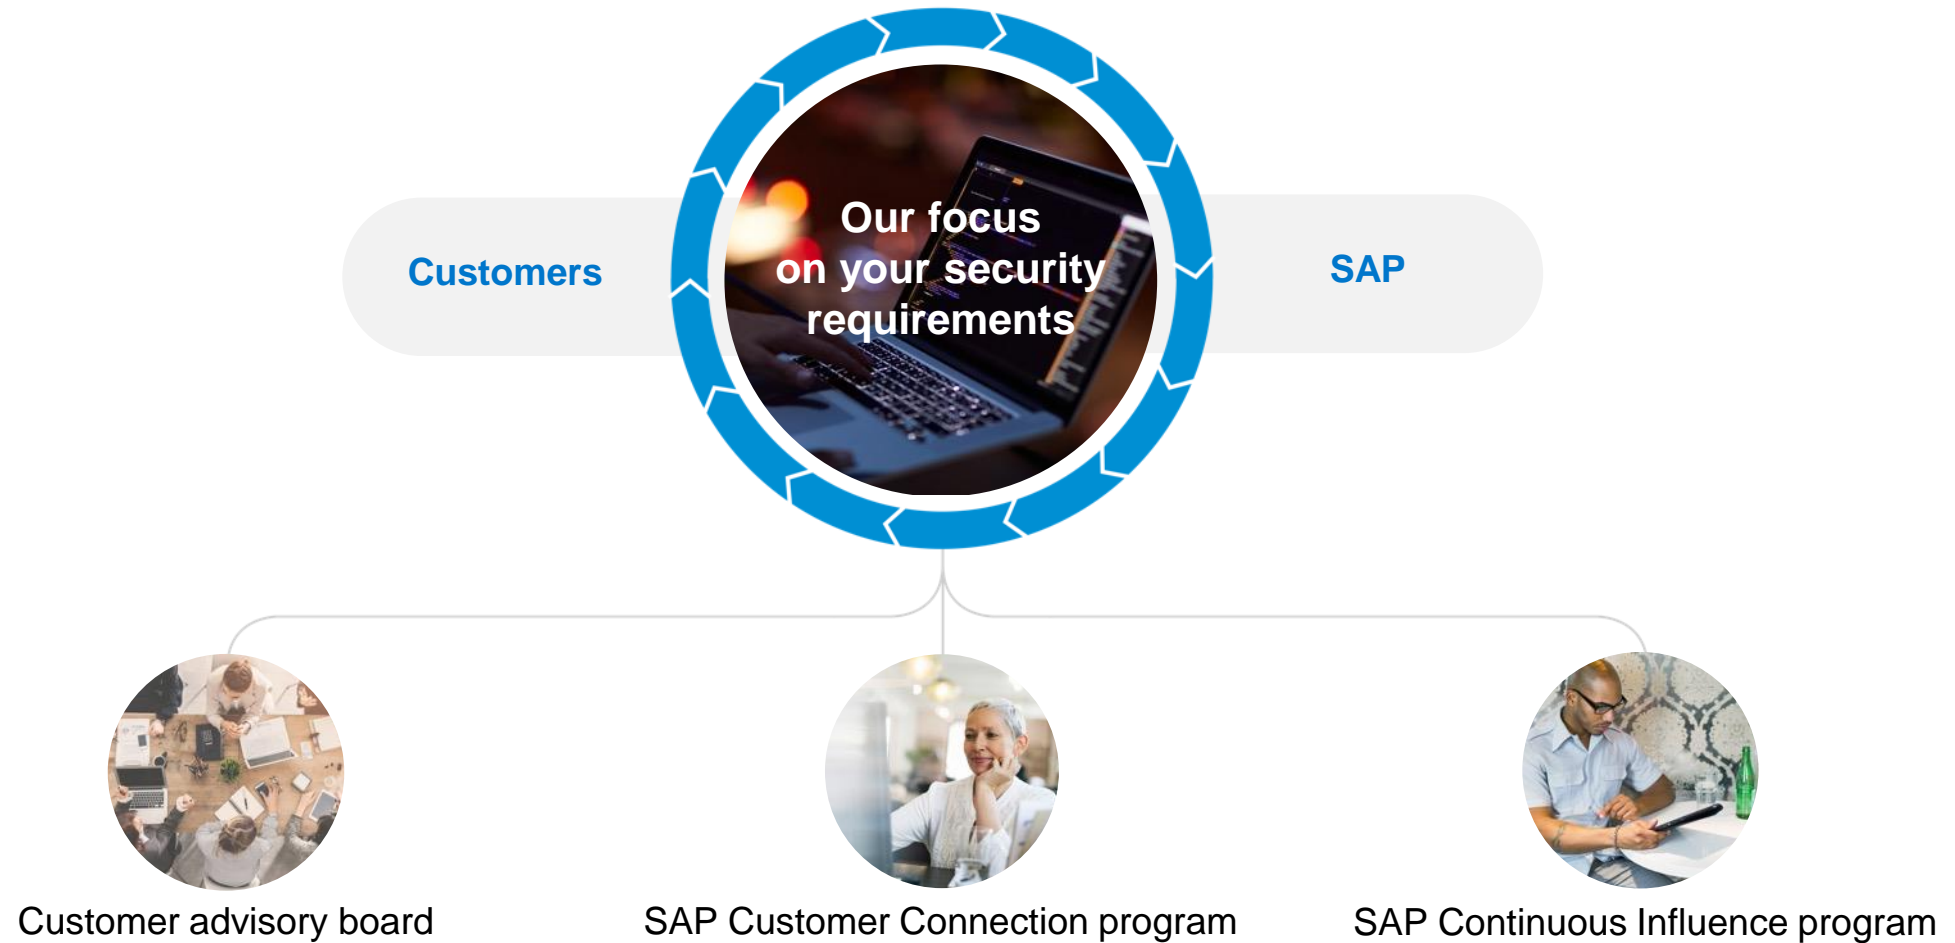 Our focus
on your security
requirements
Customers
SAP
Customer advisory board
SAP Customer Connection program
SAP Continuous Influence program